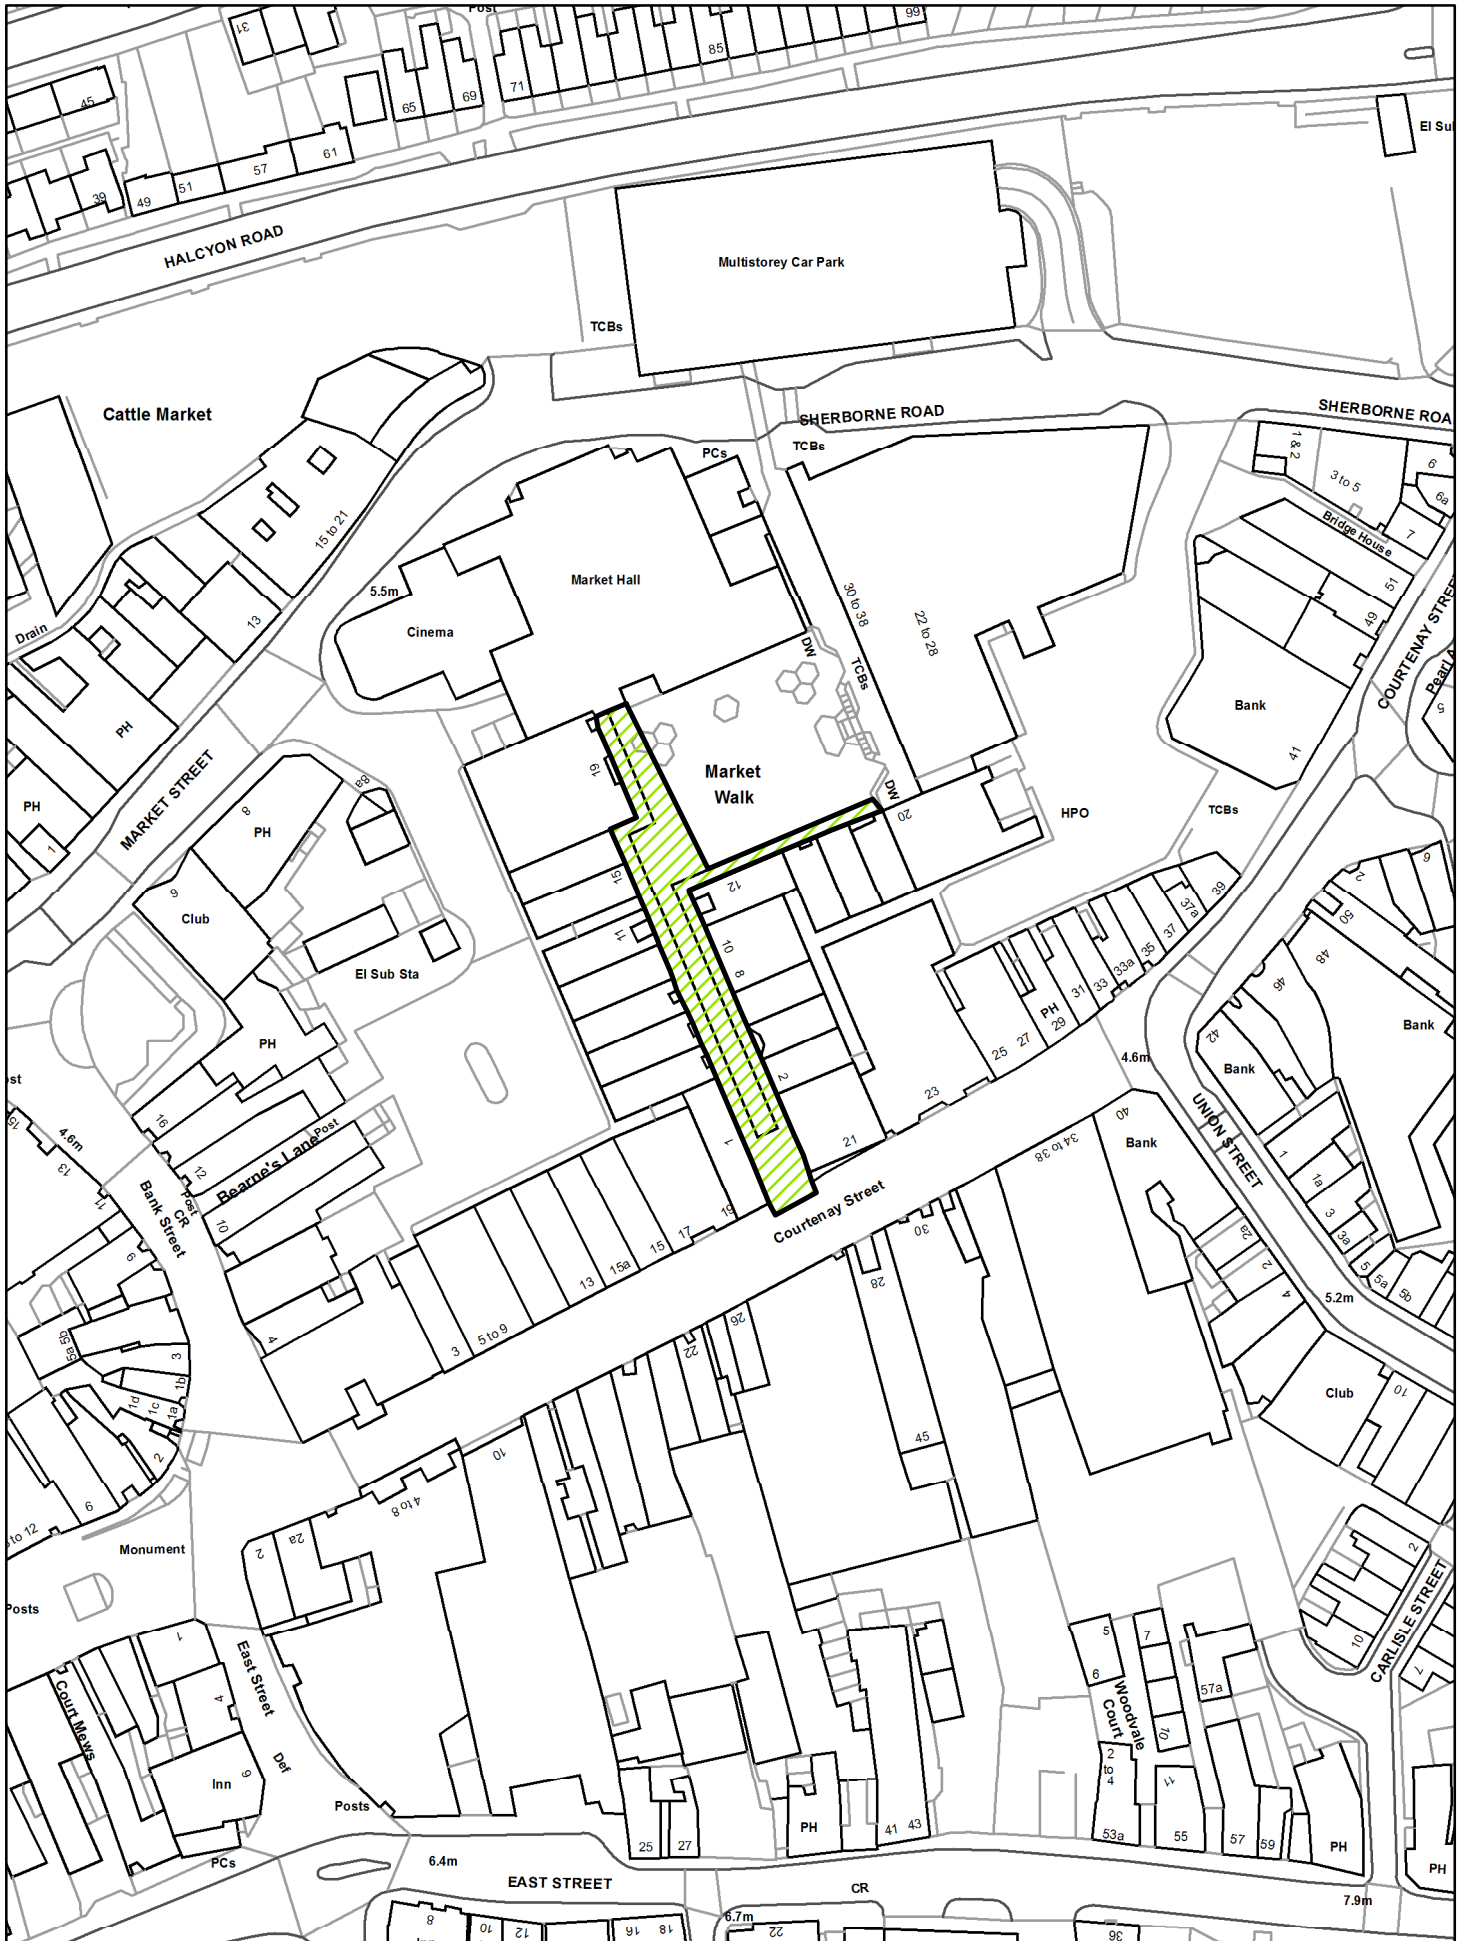 Post
99
31
85
71
69
65
45
61
57
51
49
39
El Su
HALCYON ROAD
Multistorey Car Park
TCBs
Cattle Market
SHERBORNE ROAD
SHERBORNE ROA
TCBs
PCs
1 & 2
3 to 5
6
6a
7
Bridge House
15 to 21
5.5m
Market Hall
Cinema
30 to 38
22 to 28
51
49
COURTENAY STREE
Drain
13
DW
TCBs
Bank
5
41
PH
PH
1
MARKET STREET
19
Market
Walk
DW
20
HPO
TCBs
8a
8
PH
6
Club
15
12
11
10
8
El Sub Sta
39
37a
37
35
33a
33
31
PH
29
27
25
23
6
2
50
48
46
42
Bank
Bank
PH
4.6m
2
1
21
UNION STREET
40
34 to 38
Bank
1
1a
3
3a
5
5a
5b
5.2m
15
4.6m
13
11
16
12
Bearne's Lane
Post
Post
CR
10
Bank Street
Courtenay Street
19
17
15
15a
13
5 to 9
3
4
30
28
26
22
2a
2
4
Club
10
6
5b
5a
3
1b
1d
1c
1a
2
9
45
10
4 to 8
2a
2
Monument
Posts
1
4
East Street
Court Mews
Inn
9
Def
Posts
PCs
5
6
Woodvale
Court
7
10
57a
2
to
4
11
53a
55
57
59
PH
PH
2
10
CARLISLE STREET
7
25
27
PH
41
43
6.4m
EAST STREET
CR
6.7m
7.9m
8
10
12
16
18
22
36